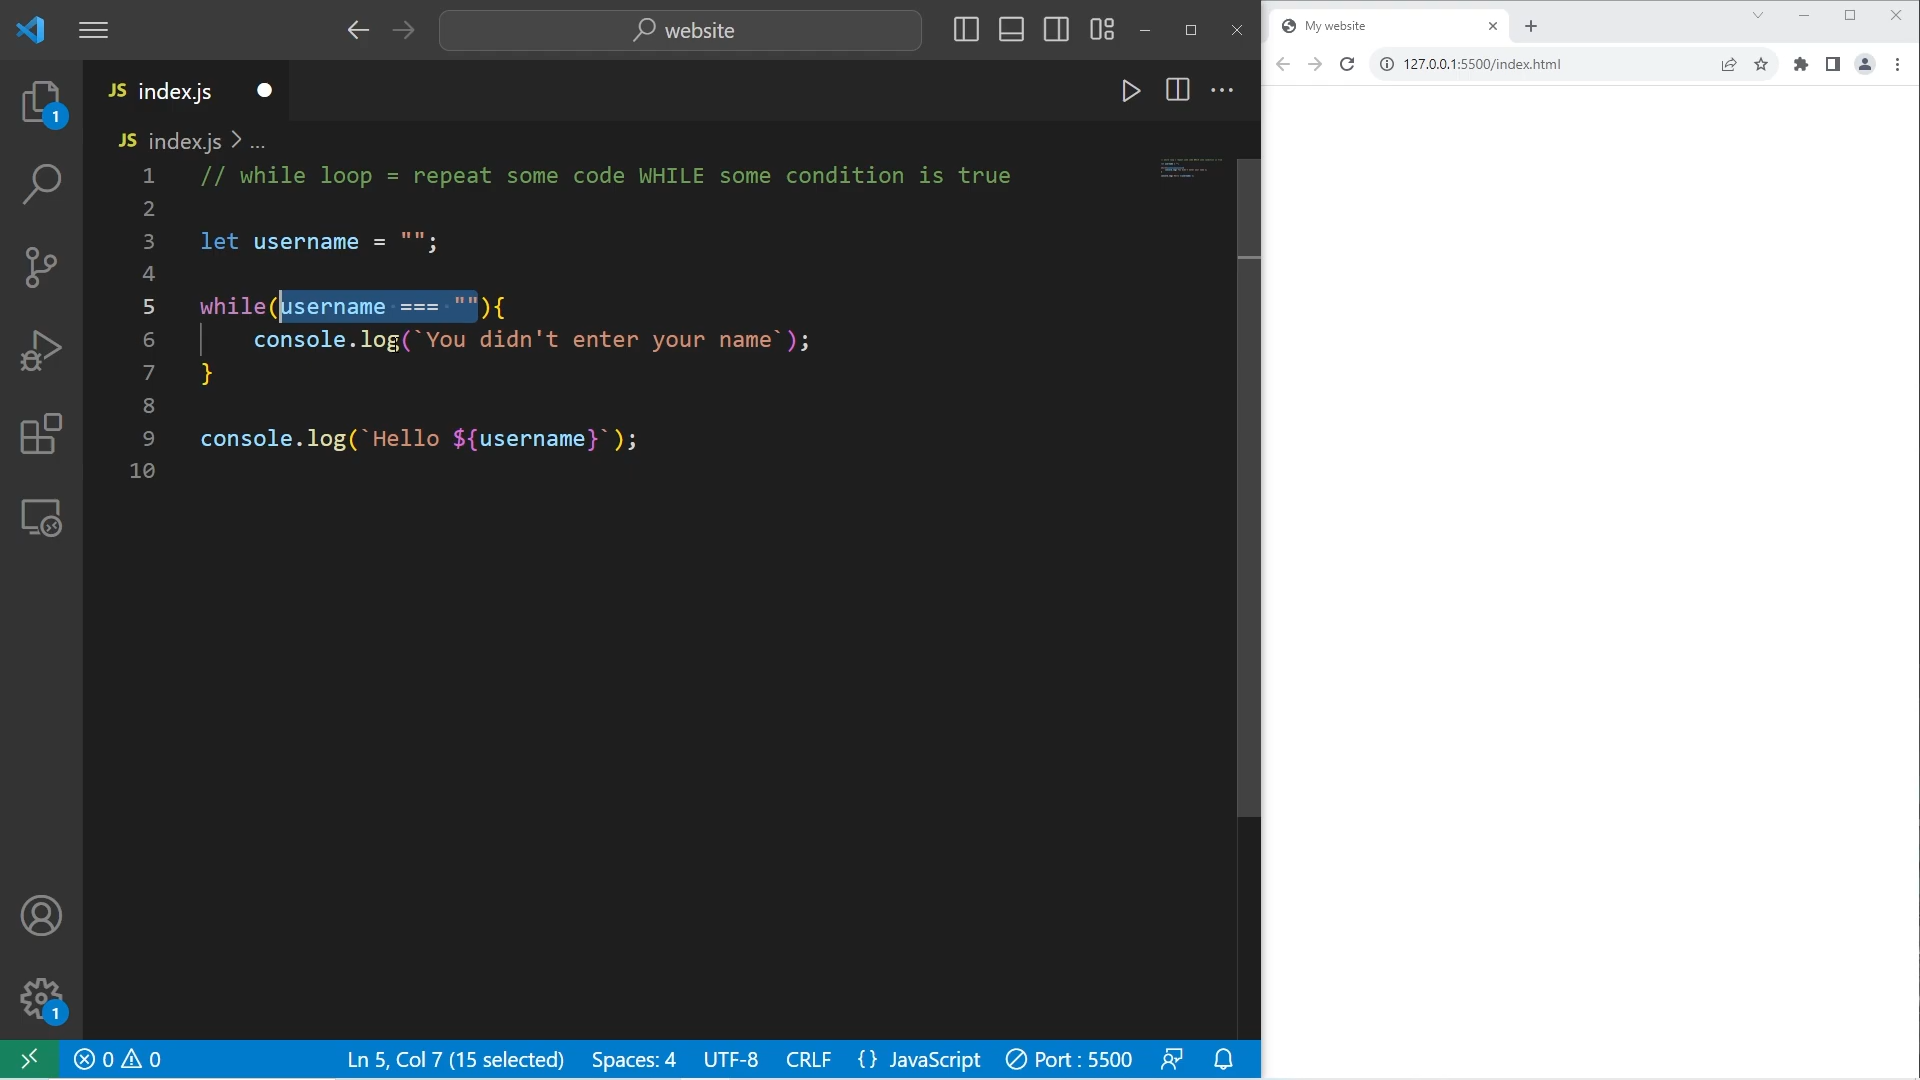 website
JS index.js
JS index.js > ...
1 // while loop = repeat some code WHILE some condition is true
2
3 let username = "";
4
5 while(username === ""){
6 console.log(`You didn't enter your name`);
7 }
8
9 console.log(`Hello ${username}`);
10
1
1
0 0
Ln 5, Col 7 (15 selected)
Spaces: 4
UTF-8
CRLF
{} JavaScript
Port : 5500
My website
127.0.0.1:5500/index.html